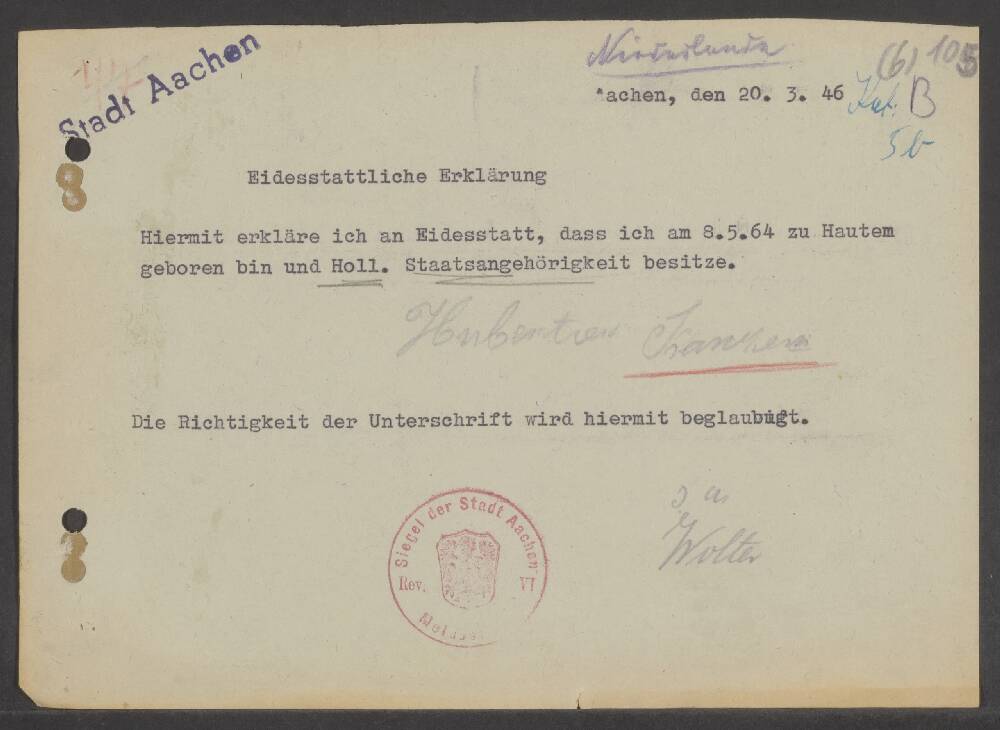 Stadt Aachen
Niederlande
(6) 105
Aachen, den 20. 3. 46
Kat. B
5b
Eidesstattliche Erklärung
Hiermit erkläre ich an Eidesstatt, dass ich am 8.5.64 zu Hautem
geboren bin und Holl. Staatsangehörigkeit besitze.
Die Richtigkeit der Unterschrift wird hiermit beglaubigt.
Siegel der Stadt Aachen
Rev. VI
Wolter